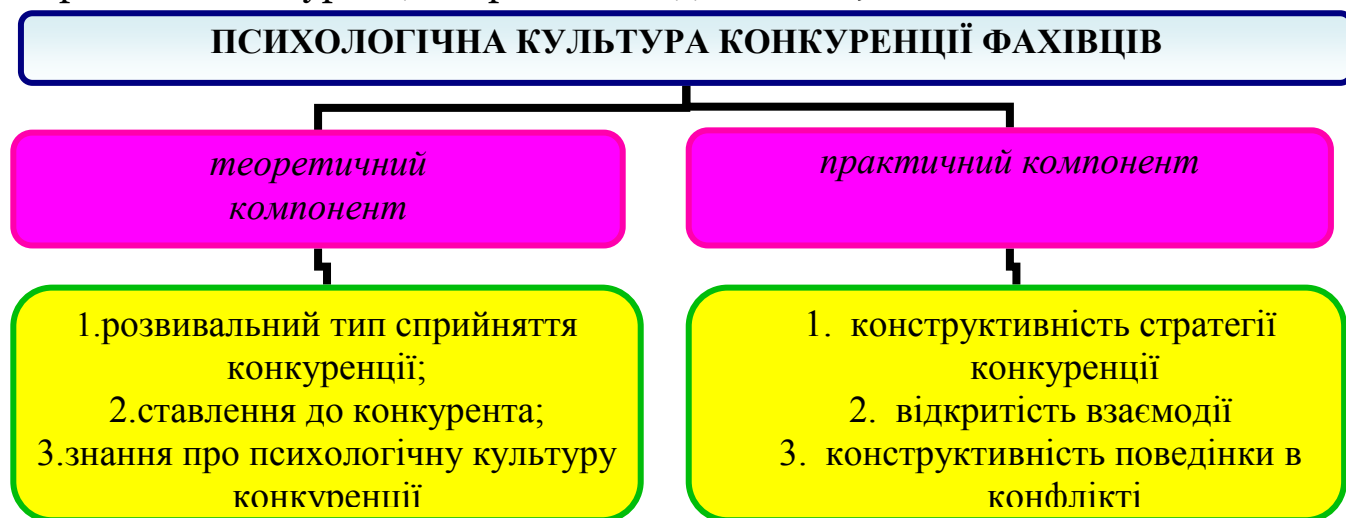 ПСИХОЛОГІЧНА КУЛЬТУРА КОНКУРЕНЦІЇ ФАХІВЦІВ
теоретичний
компонент
практичний компонент
1.розвивальний тип сприйняття
конкуренції;
2.ставлення до конкурента;
3.знання про психологічну культуру
конкуренції
1. конструктивність стратегії
конкуренції
2. відкритість взаємодії
3. конструктивність поведінки в
конфлікті